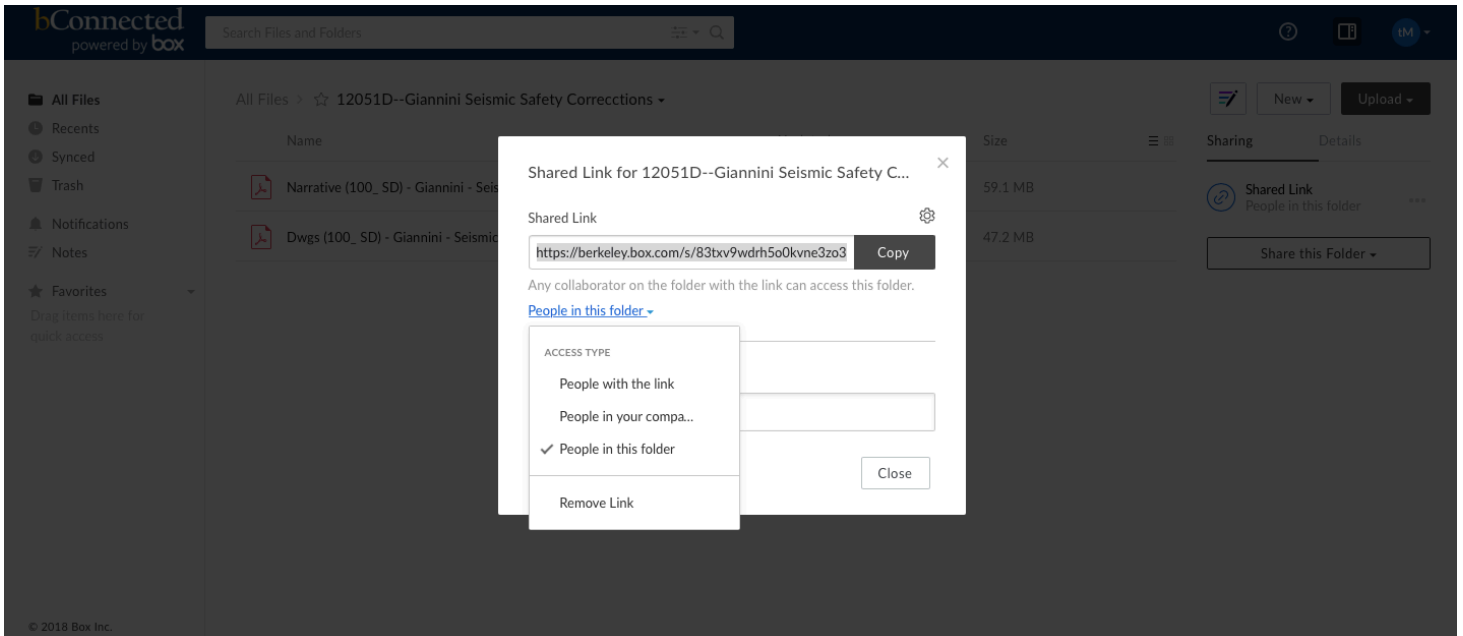 bConnected
powered by box
Search Files and Folders
tM
All Files
Recents
Synced
Trash
Notifications
Notes
Favorites
Drag items here for
quick access
© 2018 Box Inc.
All Files > 12051D--Giannini Seismic Safety Correcctions
New
Upload
Name
Size
Narrative (100_ SD) - Giannini - Seis
59.1 MB
Dwgs (100_ SD) - Giannini - Seismic
47.2 MB
Sharing
Details
Shared Link
People in this folder
Share this Folder
Shared Link for 12051D--Giannini Seismic Safety C...
Shared Link
https://berkeley.box.com/s/83txv9wdrh5o0kvne3zo3
Copy
Any collaborator on the folder with the link can access this folder.
People in this folder
ACCESS TYPE
People with the link
People in your compa...
People in this folder
Remove Link
Close